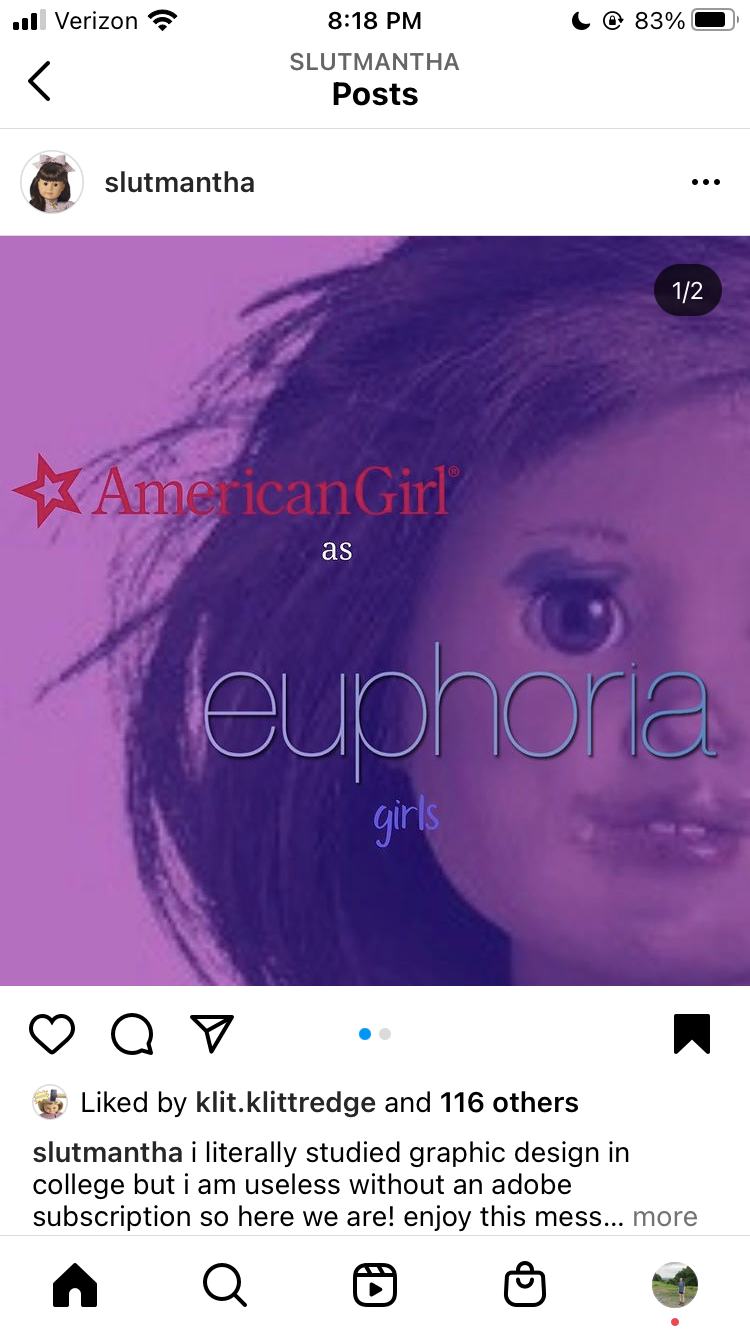 Verizon 8:18 PM 83%
SLUTMANTHA
Posts
slutmantha
1/2
AmericanGirl®
as
euphoria
girls
Liked by klit.klittredge and 116 others
slutmantha i literally studied graphic design in
college but i am useless without an adobe
subscription so here we are! enjoy this mess... more